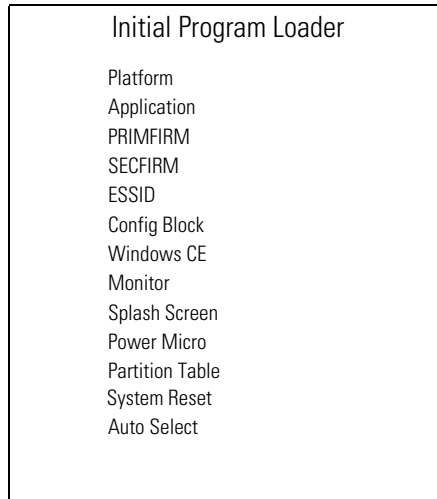 Initial Program Loader
Platform
Application
PRIMFIRM
SECFIRM
ESSID
Config Block
Windows CE
Monitor
Splash Screen
Power Micro
Partition Table
System Reset
Auto Select